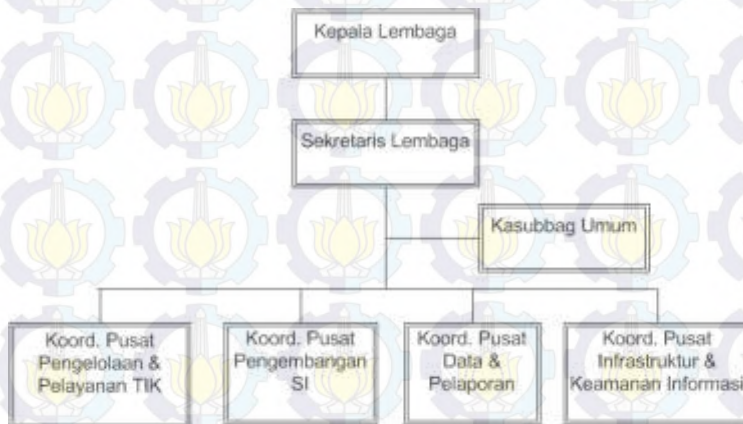 Kepala Lembaga
Sekretaris Lembaga
Kasubbag Umum
Koord. Pusat
Pengelolaan &
Pelayanan TIK
Koord. Pusat
Pengembangan
SI
Koord. Pusat
Data &
Pelaporan
Koord. Pusat
Infrastruktur &
Keamanan Informasi